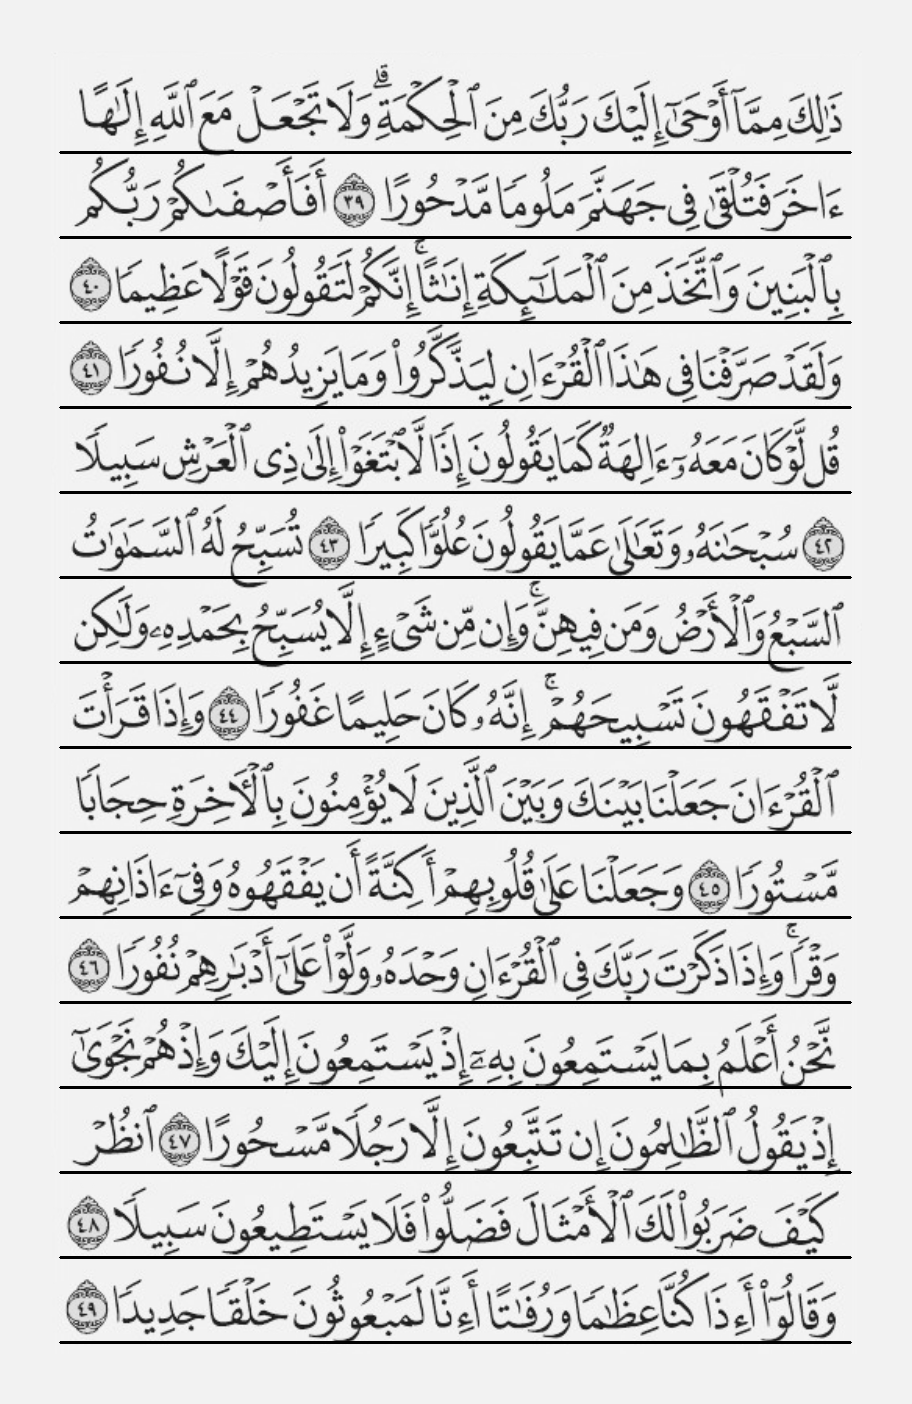 ذَٰلِكَ مِمَّآ أَوْحَىٰٓ إِلَيْكَ رَبُّكَ مِنَ ٱلْحِكْمَةِ ۗ وَلَا تَجْعَلْ مَعَ ٱللَّهِ إِلَٰهًا
ءَاخَرَ فَتُلْقَىٰ فِى جَهَنَّمَ مَلُومًا مَّدْحُورًا ٣٩ أَفَأَصْفَىٰكُمْ رَبُّكُم
بِٱلْبَنِينَ وَٱتَّخَذَ مِنَ ٱلْمَلَٰٓئِكَةِ إِنَٰثًا ۚ إِنَّكُمْ لَتَقُولُونَ قَوْلًا عَظِيمًا ٤٠
وَلَقَدْ صَرَّفْنَا فِى هَٰذَا ٱلْقُرْءَانِ لِيَذَّكَّرُوا۟ وَمَا يَزِيدُهُمْ إِلَّا نُفُورًا ٤١
قُل لَّوْ كَانَ مَعَهُۥٓ ءَالِهَةٌ كَمَا يَقُولُونَ إِذًا لَّٱبْتَغَوْا۟ إِلَىٰ ذِى ٱلْعَرْشِ سَبِيلًا
٤٢ سُبْحَٰنَهُۥ وَتَعَٰلَىٰ عَمَّا يَقُولُونَ عُلُوًّا كَبِيرًا ٤٣ تُسَبِّحُ لَهُ ٱلسَّمَٰوَٰتُ
ٱلسَّبْعُ وَٱلْأَرْضُ وَمَن فِيهِنَّ ۚ وَإِن مِّن شَىْءٍ إِلَّا يُسَبِّحُ بِحَمْدِهِۦ وَلَٰكِن
لَّا تَفْقَهُونَ تَسْبِيحَهُمْ ۗ إِنَّهُۥ كَانَ حَلِيمًا غَفُورًا ٤٤ وَإِذَا قَرَأْتَ
ٱلْقُرْءَانَ جَعَلْنَا بَيْنَكَ وَبَيْنَ ٱلَّذِينَ لَا يُؤْمِنُونَ بِٱلْءَاخِرَةِ حِجَابًا
مَّسْتُورًا ٤٥ وَجَعَلْنَا عَلَىٰ قُلُوبِهِمْ أَكِنَّةً أَن يَفْقَهُوهُ وَفِىٓ ءَاذَانِهِمْ
وَقْرًا ۚ وَإِذَا ذَكَرْتَ رَبَّكَ فِى ٱلْقُرْءَانِ وَحْدَهُۥ وَلَّوْا۟ عَلَىٰٓ أَدْبَٰرِهِمْ نُفُورًا ٤٦
نَّحْنُ أَعْلَمُ بِمَا يَسْتَمِعُونَ بِهِۦٓ إِذْ يَسْتَمِعُونَ إِلَيْكَ وَإِذْ هُمْ نَجْوَىٰٓ
إِذْ يَقُولُ ٱلظَّٰلِمُونَ إِن تَتَّبِعُونَ إِلَّا رَجُلًا مَّسْحُورًا ٤٧ ٱنظُرْ
كَيْفَ ضَرَبُوا۟ لَكَ ٱلْأَمْثَالَ فَضَلُّوا۟ فَلَا يَسْتَطِيعُونَ سَبِيلًا ٤٨
وَقَالُوٓا۟ أَءِذَا كُنَّا عِظَٰمًا وَرُفَٰتًا أَءِنَّا لَمَبْعُوثُونَ خَلْقًا جَدِيدًا ٤٩